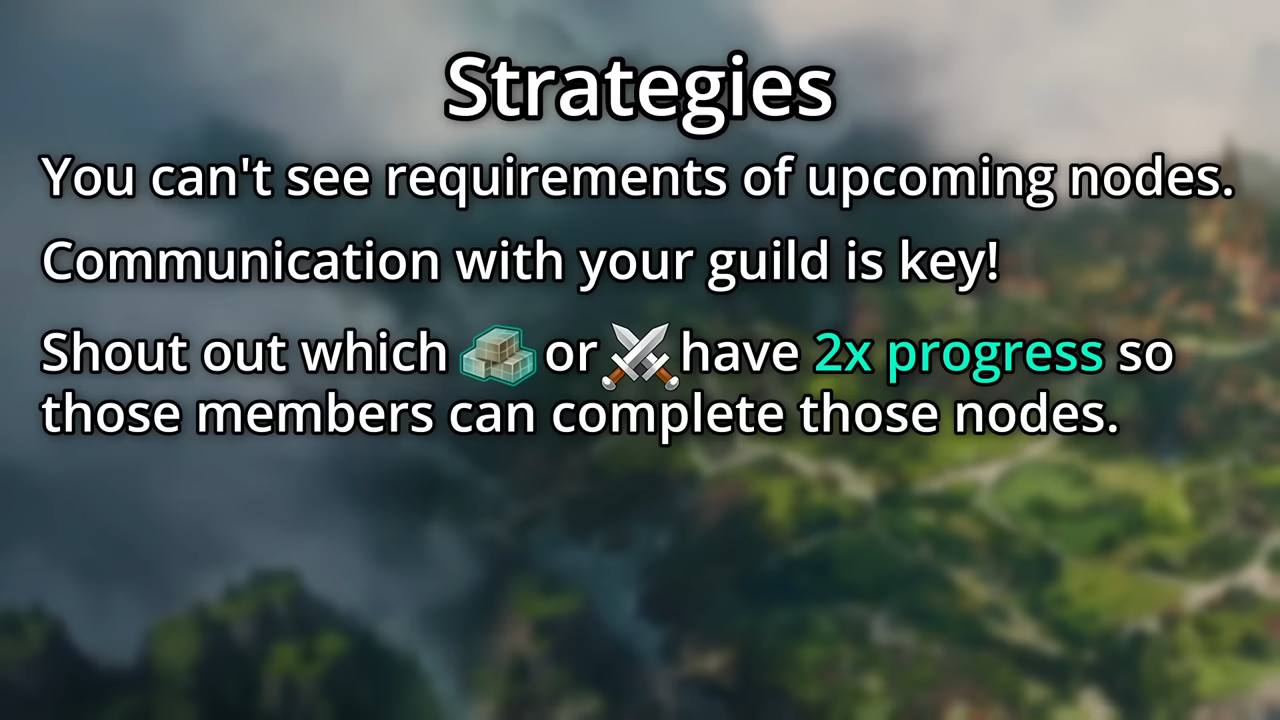 Strategies
You can't see requirements of upcoming nodes.
Communication with your guild is key!
Shout out which or have 2x progress so
those members can complete those nodes.